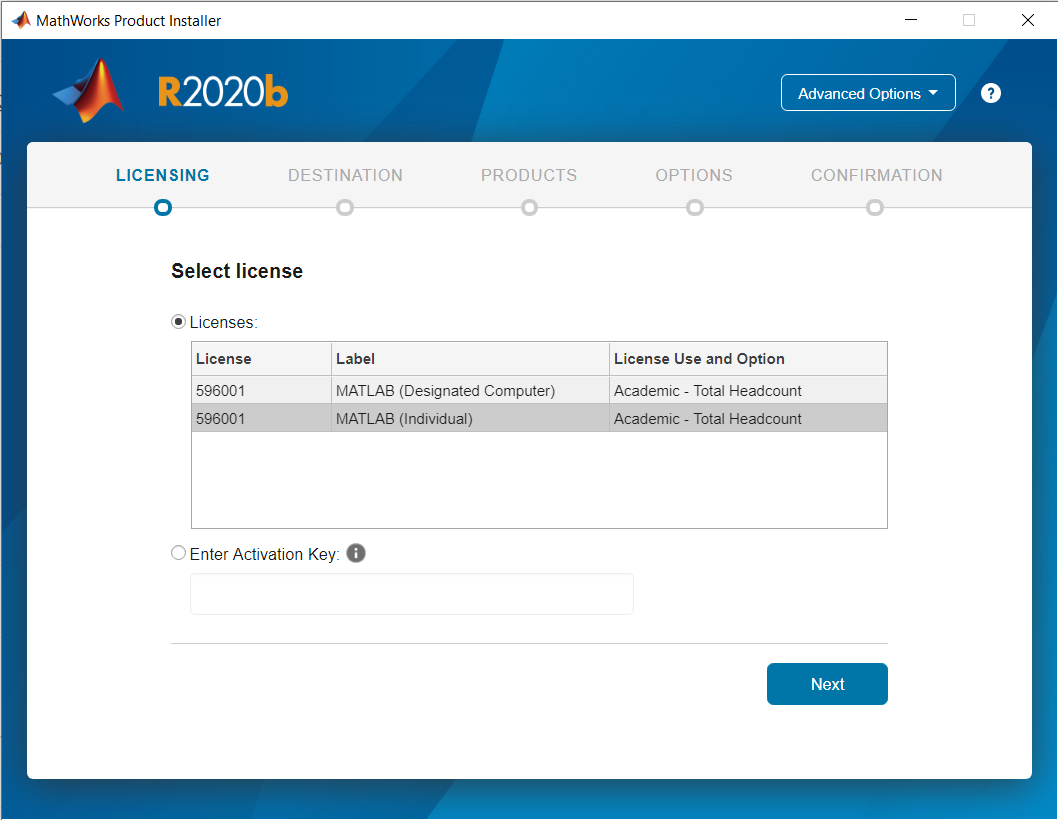 MathWorks Product Installer
R2020b
Advanced Options
?
LICENSING DESTINATION PRODUCTS OPTIONS CONFIRMATION
Select license
Licenses:
License Label License Use and Option
596001 MATLAB (Designated Computer) Academic - Total Headcount
596001 MATLAB (Individual) Academic - Total Headcount
Enter Activation Key: i
Next